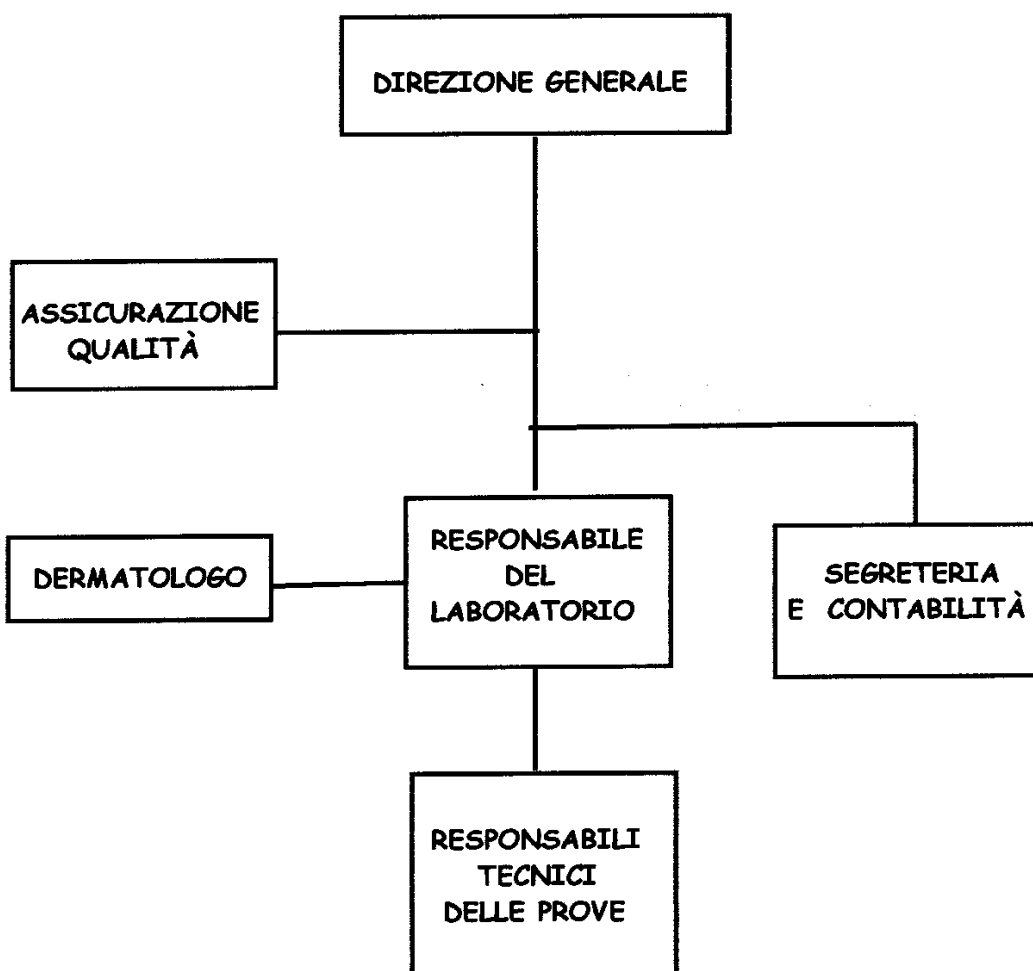 DIREZIONE GENERALE
ASSICURAZIONE
QUALITÀ
DERMATOLOGO
RESPONSABILE
DEL
LABORATORIO
SEGRETERIA
E CONTABILITÀ
RESPONSABILI
TECNICI
DELLE PROVE